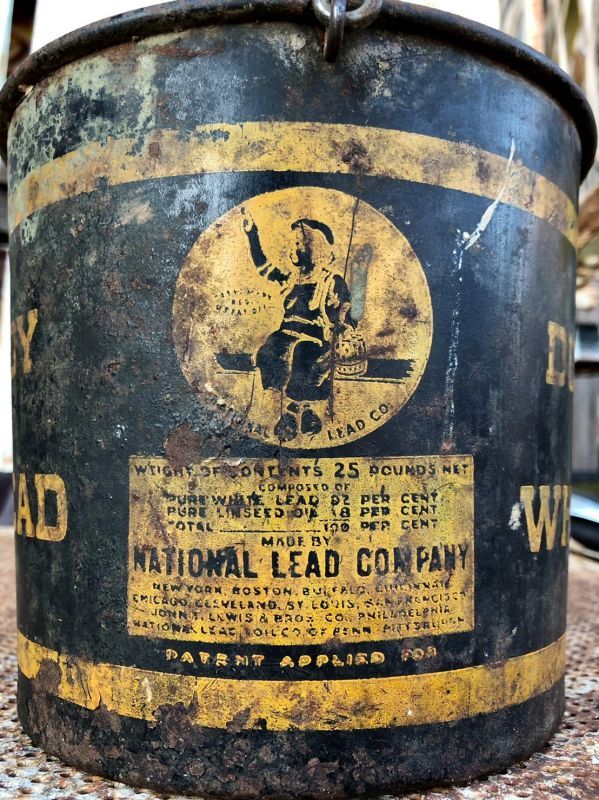 NATIONAL LEAD CO.
AD
WEIGHT OF CONTENTS 25 POUNDS NET
COMPOSED OF
PURE WHITE LEAD 92 PER CENT
PURE LINSEED OIL 8 PER CENT
TOTAL 100 PER CENT
MADE BY
NATIONAL LEAD COMPANY
NEW YORK, BOSTON, BUFFALO, CINCINNATI
CHICAGO, CLEVELAND, ST. LOUIS, SAN FRANCISCO
JOHN T. LEWIS & BROS. CO., PHILADELPHIA
NATIONAL LEAD & OIL CO OF PENN. PITTSBURGH
PATENT APPLIED FOR